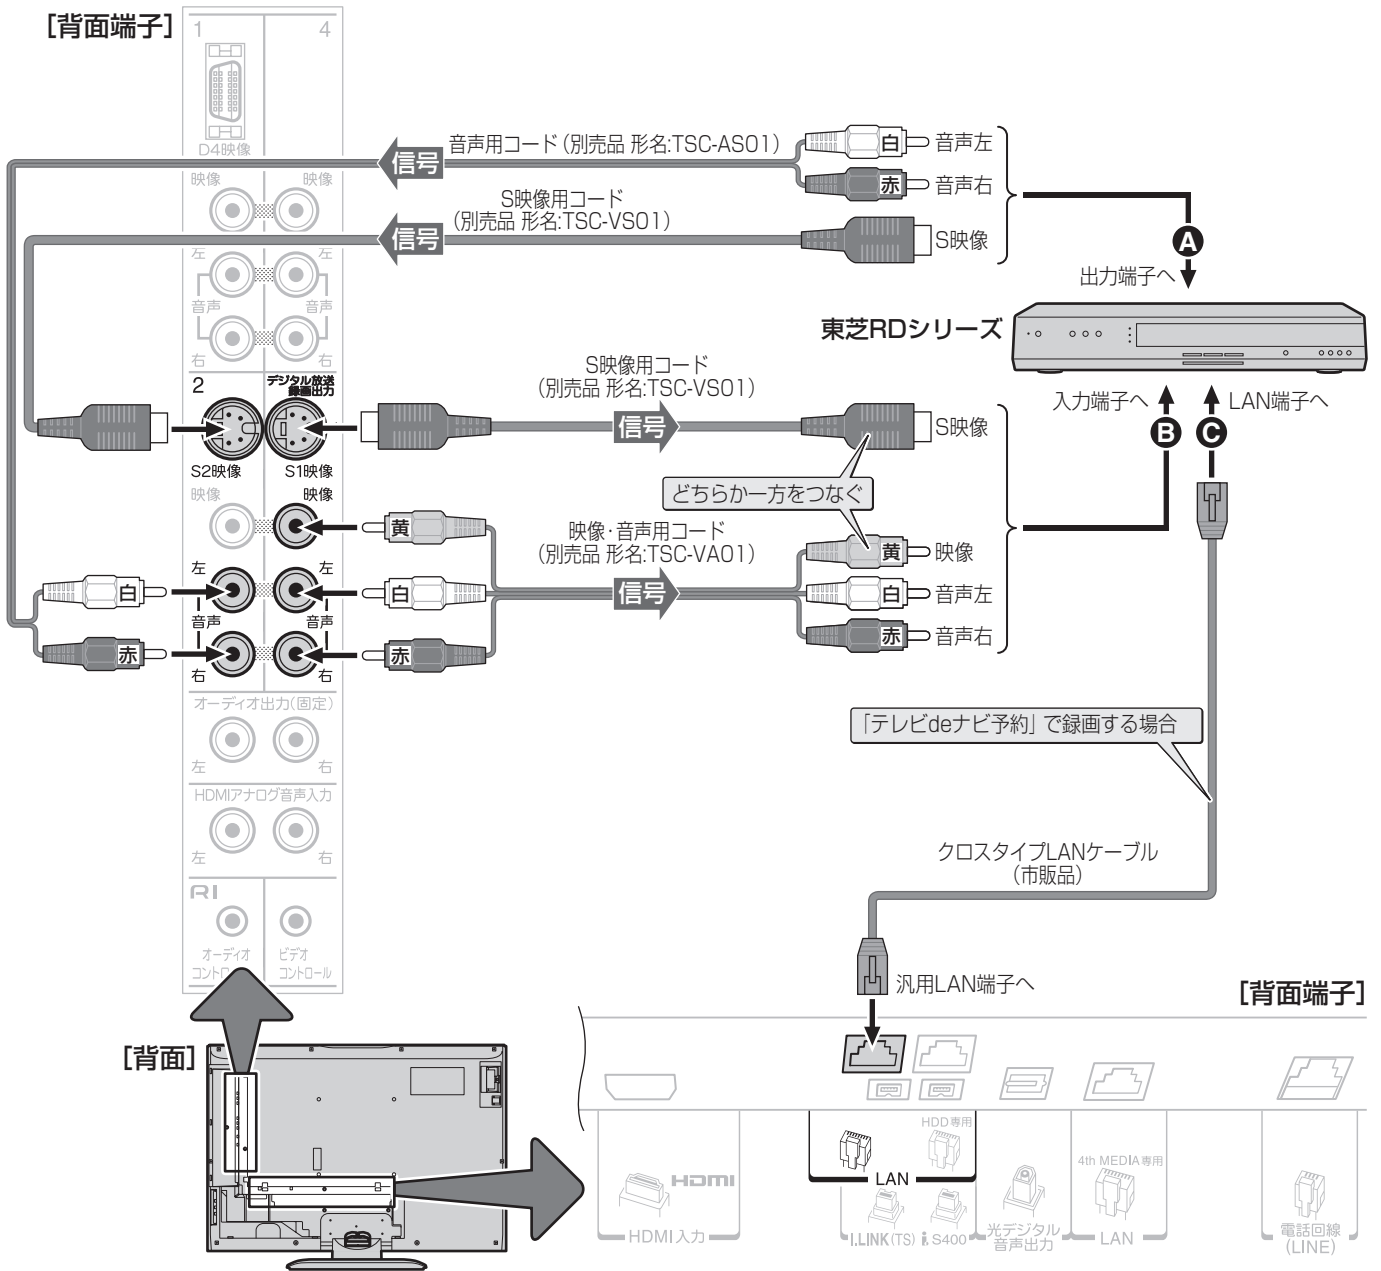 [背面端子]
1
4
D4映像
映像
映像
左
左
音声
音声
右
右
2
デジタル放送
録画出力
S2映像
S1映像
映像
映像
左
左
音声
音声
右
右
オーディオ出力(固定)
左
右
HDMIアナログ音声入力
左
右
RI
オーディオ
コントロ
ビデオ
コントロール
信号
音声用コード(別売品 形名:TSC-AS01)
白
音声左
赤
音声右
S映像用コード
(別売品 形名:TSC-VS01)
信号
S映像
A
出力端子へ
東芝RDシリーズ
入力端子へ
B
C
LAN端子へ
S映像用コード
(別売品 形名:TSC-VS01)
信号
S映像
どちらか一方をつなぐ
黄
映像・音声用コード
(別売品 形名:TSC-VA01)
黄
映像
白
白
信号
白
音声左
赤
赤
赤
音声右
「テレビdeナビ予約」で録画する場合
クロスタイプLANケーブル
(市販品)
汎用LAN端子へ
[背面端子]
[背面]
HDMI
HDMI入力
HDD専用
LAN
i.LINK(TS)
i.S400
光デジタル
音声出力
4th MEDIA専用
LAN
電話回線
(LINE)